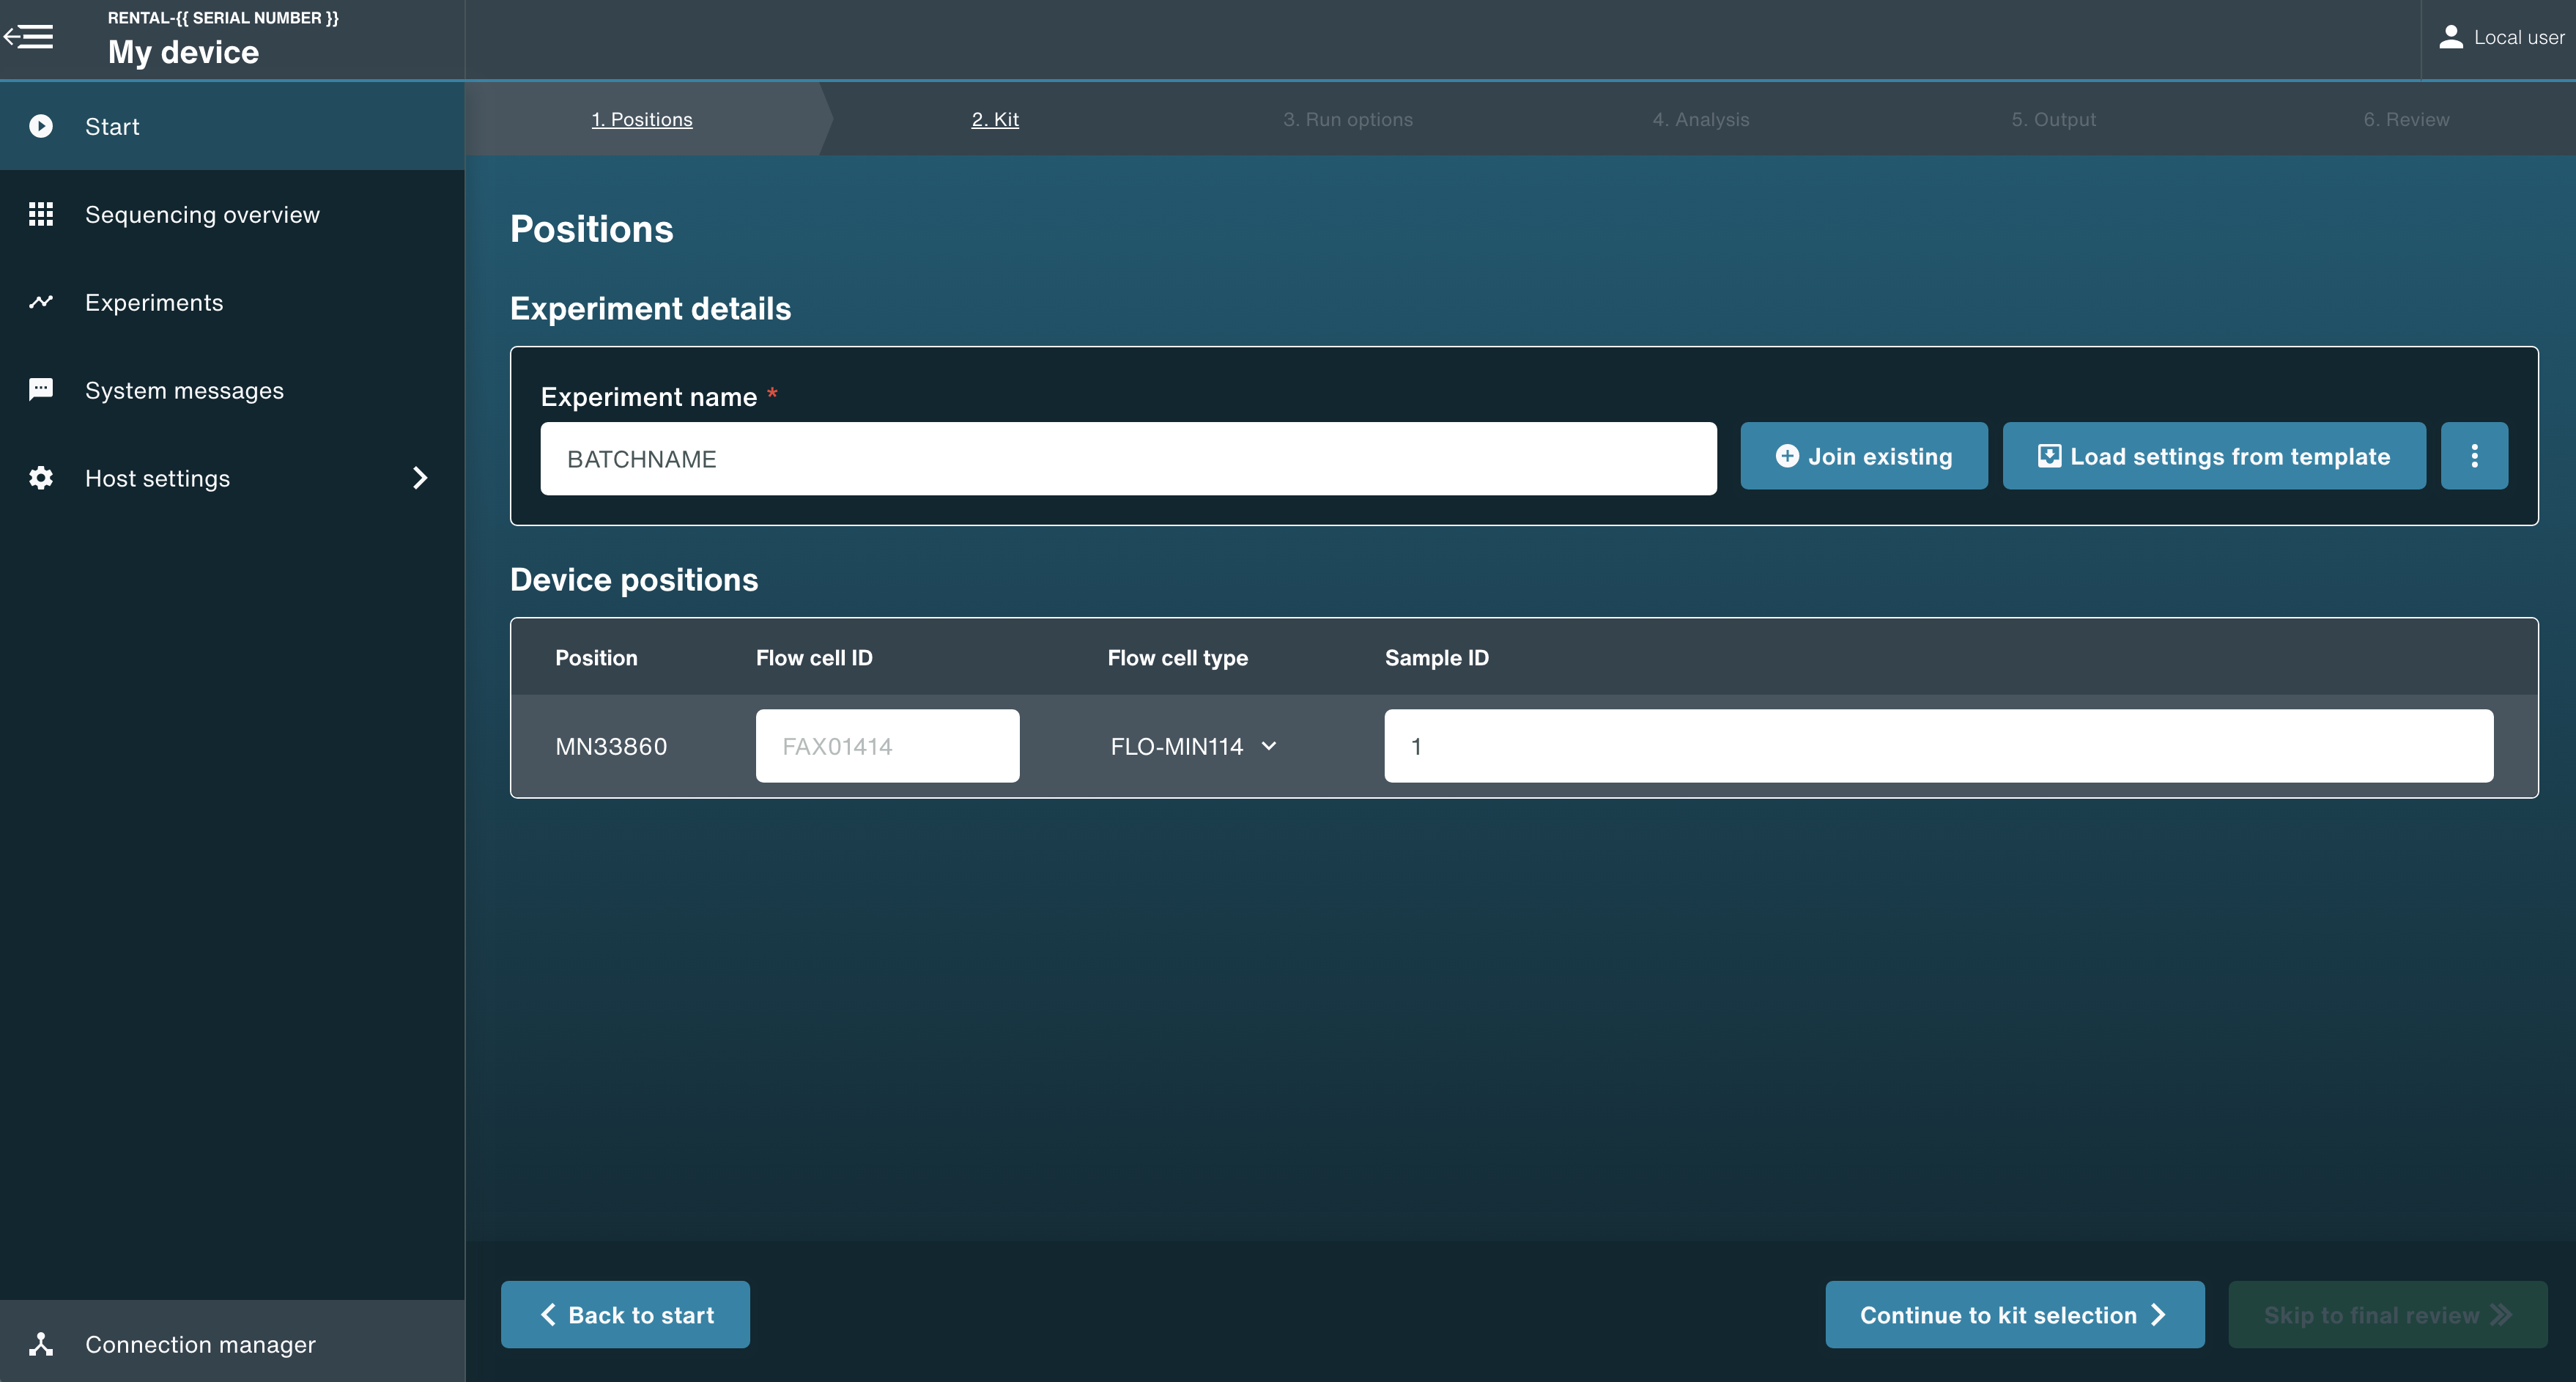 RENTAL-{{ SERIAL NUMBER }}
My device
Local user
Start
Sequencing overview
Experiments
System messages
Host settings
Connection manager
1. Positions
2. Kit
3. Run options
4. Analysis
5. Output
6. Review
Positions
Experiment details
Experiment name *
BATCHNAME
Join existing
Load settings from template
Device positions
Position Flow cell ID Flow cell type Sample ID
MN33860 FAX01414 FLO-MIN114 1
Back to start
Continue to kit selection
Skip to final review